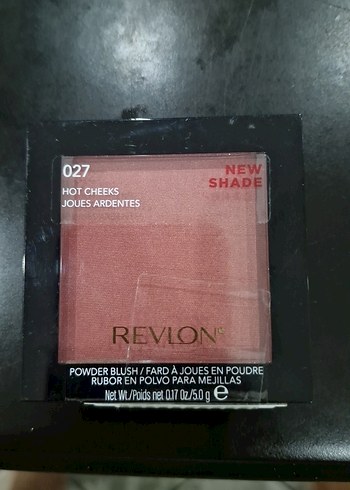 027
NEW
SHADE
HOT CHEEKS
JOUES ARDENTES
REVLON
POWDER BLUSH / FARD À JOUES EN POUDRE
RUBOR EN POLVO PARA MEJILLAS
Net Wt./Poids net 0.17 Oz/5.0 g ℮